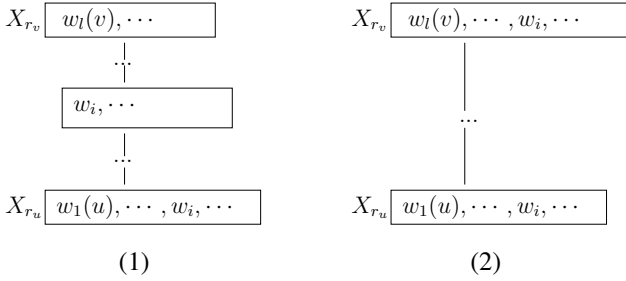 X_{r_v} w_l(v), ··· X_{r_v} w_l(v), ··· , w_i, ···
...
w_i, ··· ...
...
X_{r_u} w_1(u), ··· , w_i, ··· X_{r_u} w_1(u), ··· , w_i, ···
(1) (2)